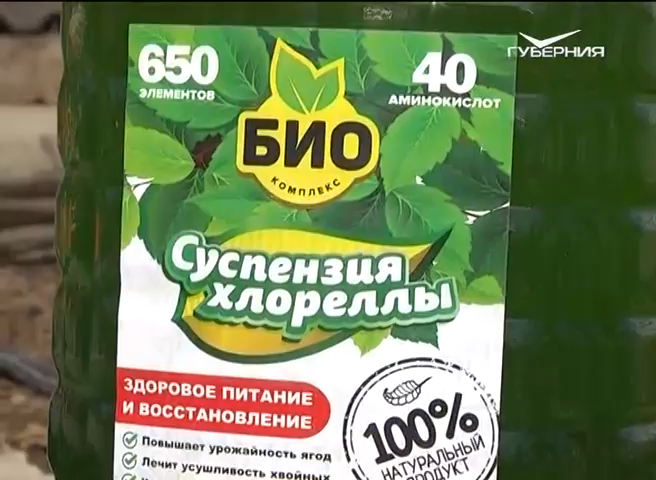 650
ЭЛЕМЕНТОВ
40
АМИНОКИСЛОТ
ГУБЕРНИЯ
БИО
КОМПЛЕКС
Суспензия
хлореллы
ЗДОРОВОЕ ПИТАНИЕ
И ВОССТАНОВЛЕНИЕ
Повышает урожайность ягод
Лечит усушливость хвойных
100%
НАТУРАЛЬНЫЙ
ПРОДУКТ